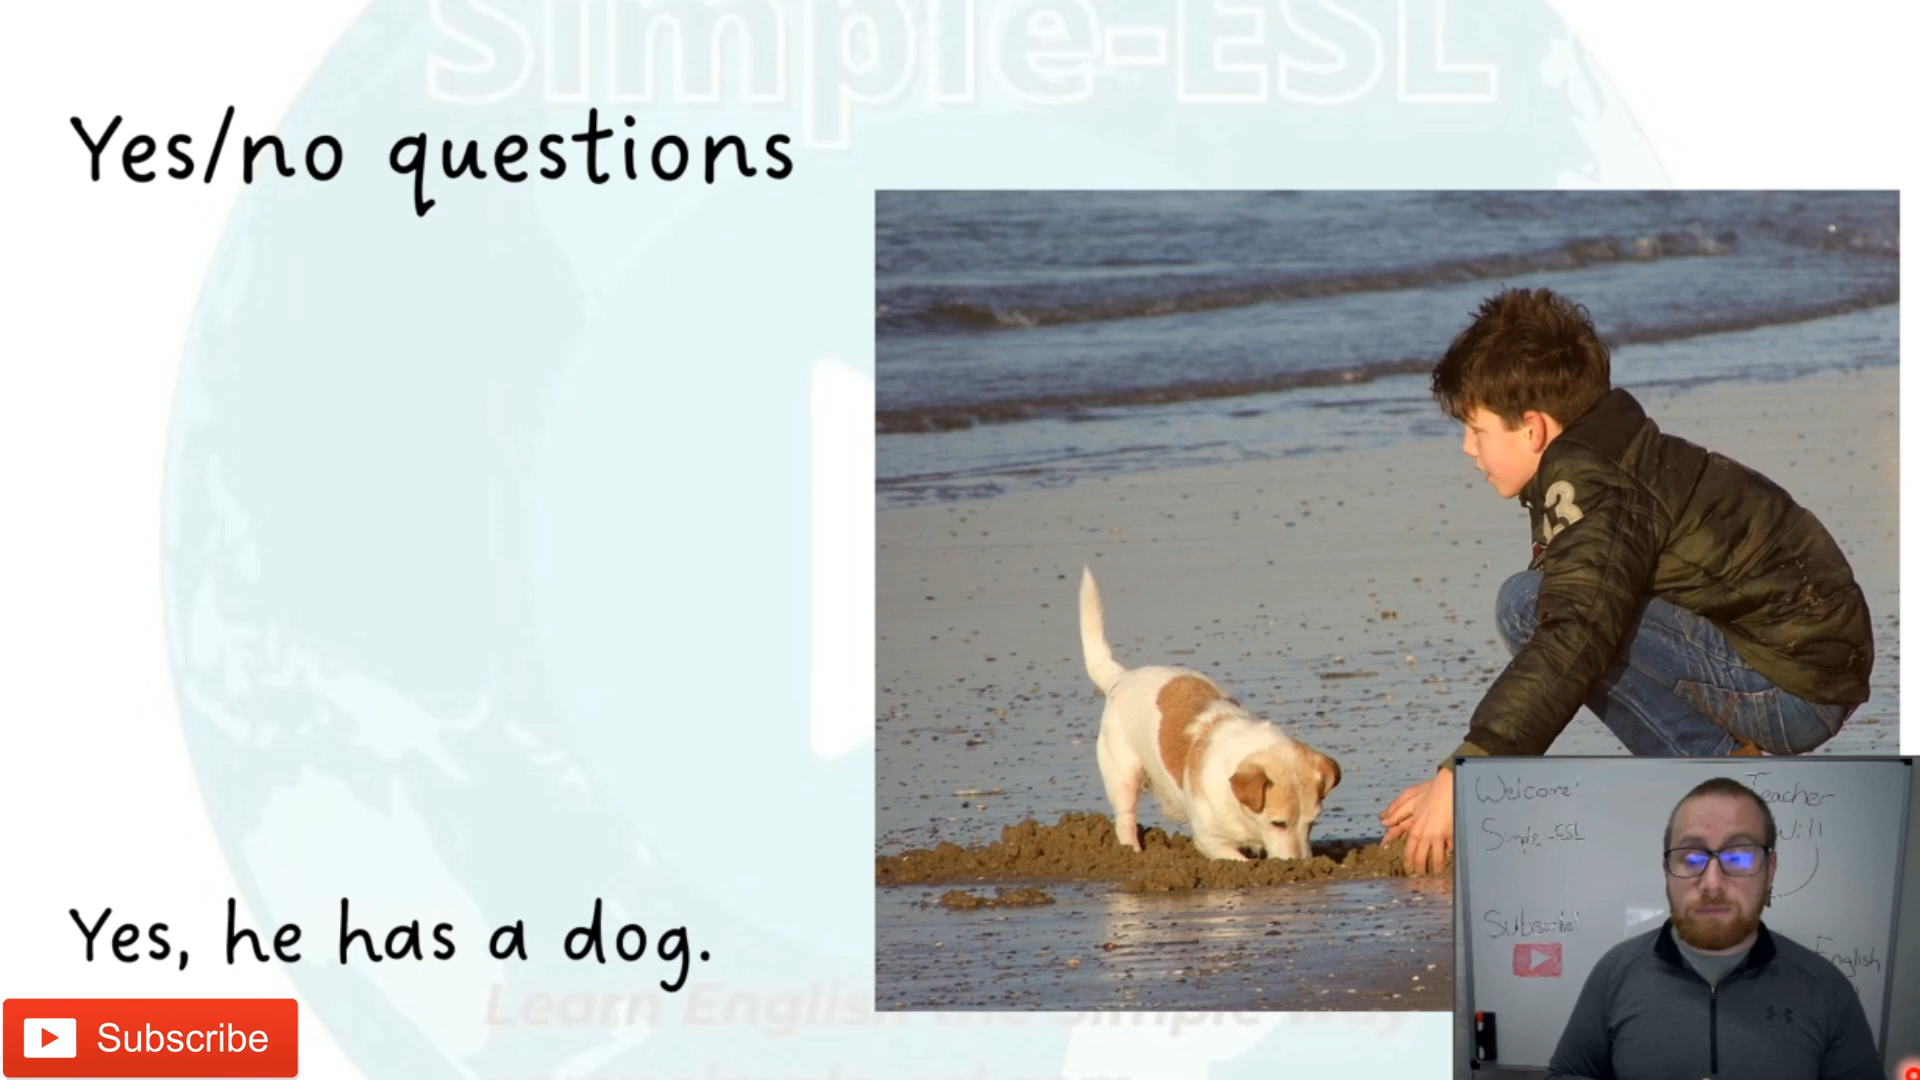 Simple-ESL
Yes/no questions
3
Welcome!
Teacher
Simple-ESL
Will
Subscribe!
English
Yes, he has a dog.
Learn English the Simple way
Subscribe